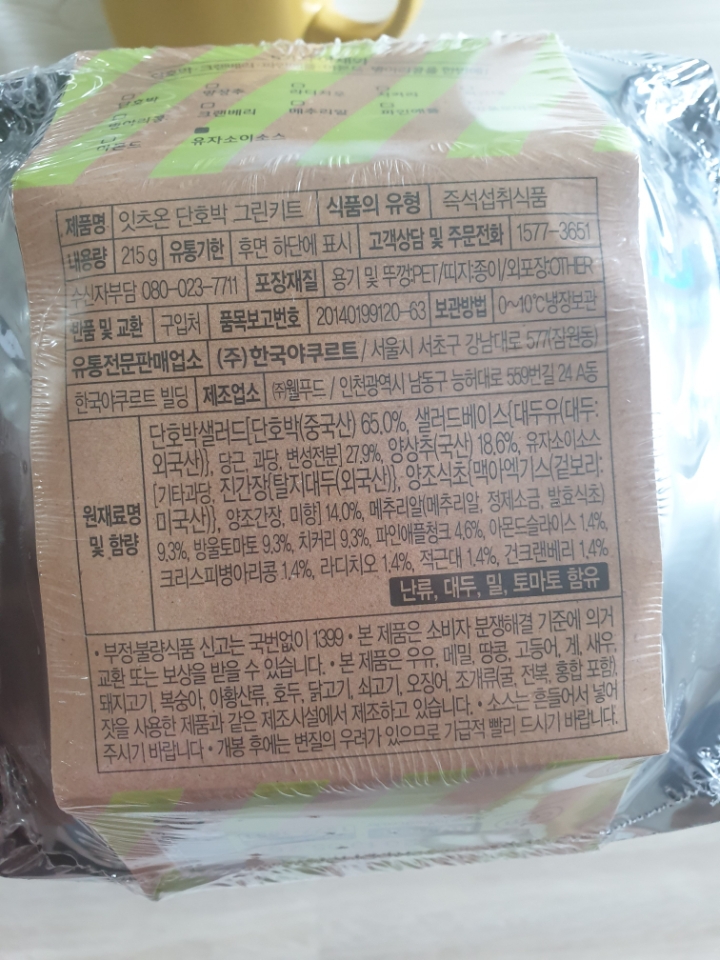 단호박 양상추 라디치오 치커리
병아리콩 크랜베리 메추리알 파인애플
아몬드 유자소이소스
제품명 잇츠온 단호박 그린키트 식품의 유형 즉석섭취식품
내용량 215g 유통기한 후면 하단에 표시 고객상담 및 주문전화 1577-3651
수신자부담 080-023-7711 포장재질 용기 및 뚜껑:PET/띠지:종이/외포장:OTHER
반품 및 교환 구입처 품목보고번호 20140199120-63 보관방법 0~10℃냉장보관
유통전문판매업소 (주)한국야쿠르트 / 서울시 서초구 강남대로 577(잠원동)
한국야쿠르트 빌딩 제조업소 ㈜웰푸드 / 인천광역시 남동구 능허대로 559번길 24 A동
원재료명 및 함량
단호박샐러드[단호박(중국산) 65.0%, 샐러드베이스{대두유(대두:
외국산)}, 당근, 과당, 변성전분] 27.9%, 양상추(국산) 18.6%, 유자소이소스
[기타과당, 진간장{탈지대두(외국산)}, 양조식초{맥아엑기스(겉보리:
미국산)}, 양조간장, 미향] 14.0%, 메추리알(메추리알, 정제소금, 발효식초)
9.3%, 방울토마토 9.3%, 치커리 9.3%, 파인애플청크 4.6%, 아몬드슬라이스 1.4%,
크리스피병아리콩 1.4%, 라디치오 1.4%, 적근대 1.4%, 건크랜베리 1.4%
난류, 대두, 밀, 토마토 함유
• 부정·불량식품 신고는 국번없이 1399 • 본 제품은 소비자 분쟁해결 기준에 의거
교환 또는 보상을 받을 수 있습니다. • 본 제품은 우유, 메밀, 땅콩, 고등어, 게, 새우,
돼지고기, 복숭아, 아황산류, 호두, 닭고기, 쇠고기, 오징어, 조개류(굴, 전복, 홍합 포함),
잣을 사용한 제품과 같은 제조시설에서 제조하고 있습니다. • 소스는 흔들어서 넣어
주시기 바랍니다 • 개봉 후에는 변질의 우려가 있으므로 가급적 빨리 드시기 바랍니다.